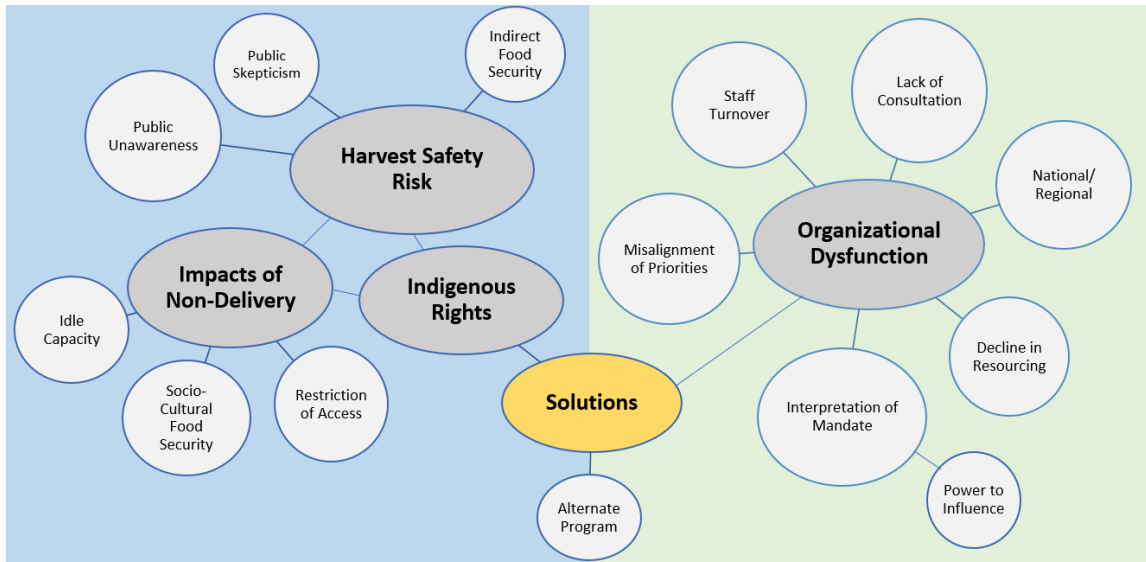 Public
Skepticism
Indirect
Food
Security
Public
Unawareness
Harvest Safety
Risk
Impacts of
Non-Delivery
Indigenous
Rights
Idle
Capacity
Socio-
Cultural
Food
Security
Restriction
of Access
Solutions
Alternate
Program
Staff
Turnover
Lack of
Consultation
National/
Regional
Organizational
Dysfunction
Misalignment
of Priorities
Decline in
Resourcing
Interpretation of
Mandate
Power to
Influence